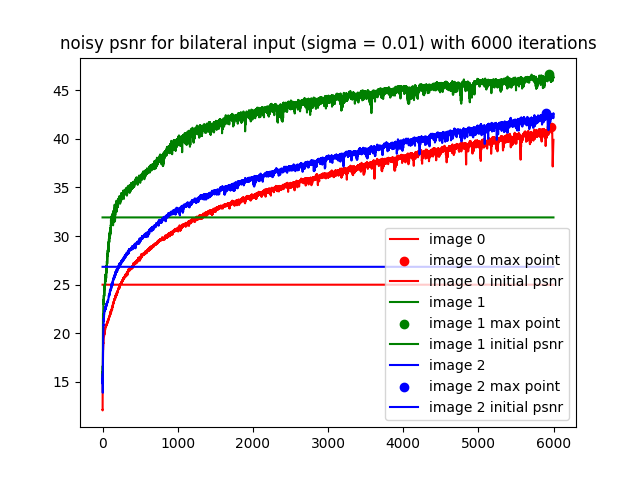 noisy psnr for bilateral input (sigma = 0.01) with 6000 iterations
45
40
35
30
25
20
15
0 1000 2000 3000 4000 5000 6000
image 0
image 0 max point
image 0 initial psnr
image 1
image 1 max point
image 1 initial psnr
image 2
image 2 max point
image 2 initial psnr